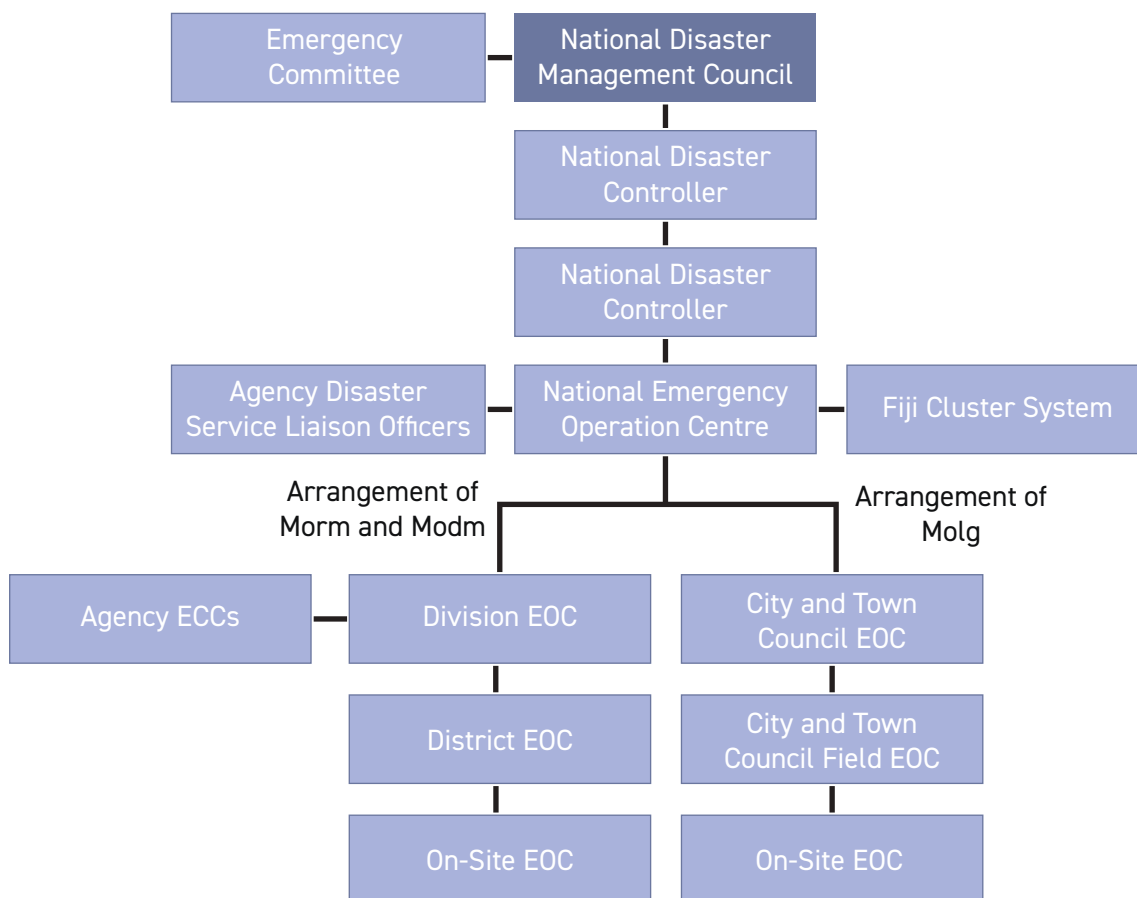 Emergency
Committee
National Disaster
Management Council
National Disaster
Controller
National Disaster
Controller
Agency Disaster
Service Liaison Officers
National Emergency
Operation Centre
Fiji Cluster System
Arrangement of
Morm and Modm
Arrangement of
Molg
Agency ECCs
Division EOC
City and Town
Council EOC
District EOC
City and Town
Council Field EOC
On-Site EOC
On-Site EOC